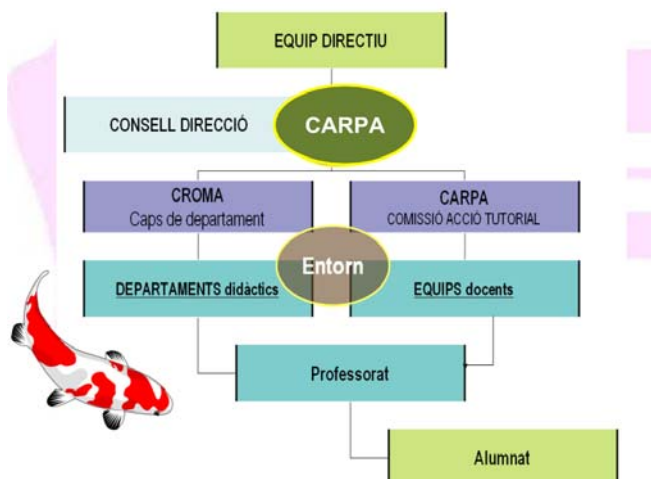 EQUIP DIRECTIU
CONSELL DIRECCIÓ
CARPA
CROMA
Caps de departament
CARPA
COMISSIÓ ACCIÓ TUTORIAL
Entorn
DEPARTAMENTS didàctics
EQUIPS docents
Professorat
Alumnat